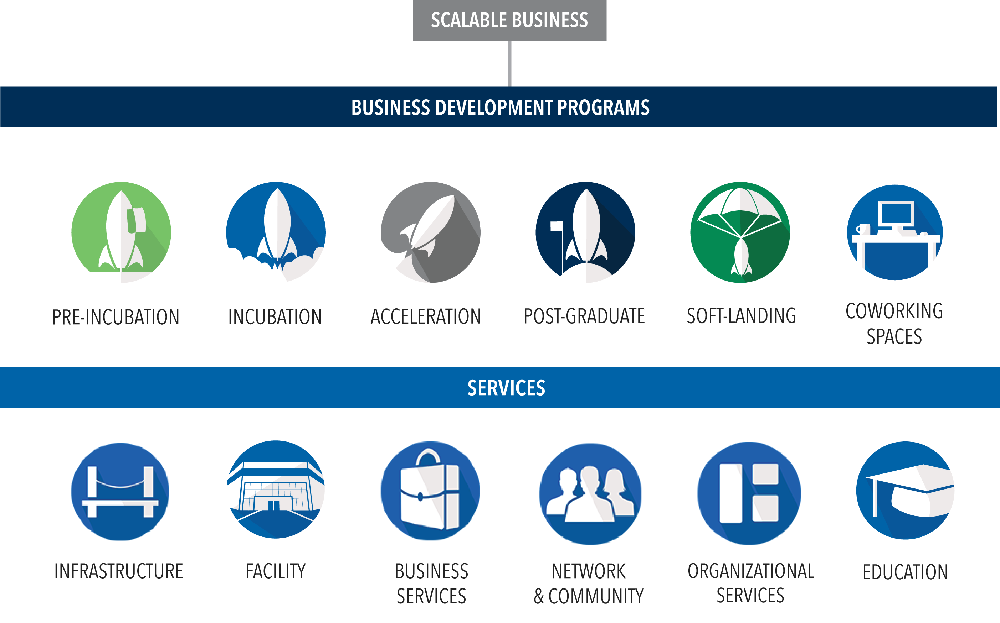 SCALABLE BUSINESS
BUSINESS DEVELOPMENT PROGRAMS
PRE-INCUBATION
INCUBATION
ACCELERATION
POST-GRADUATE
SOFT-LANDING
COWORKING
SPACES
SERVICES
INFRASTRUCTURE
FACILITY
BUSINESS
SERVICES
NETWORK
& COMMUNITY
ORGANIZATIONAL
SERVICES
EDUCATION